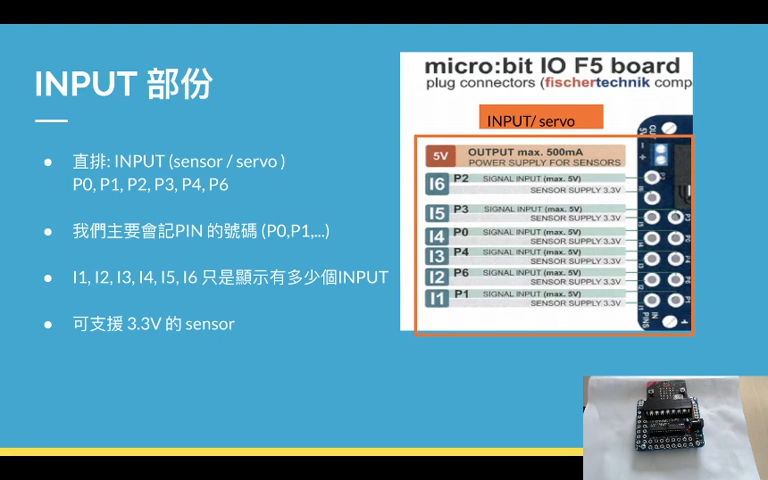 INPUT 部份
直排: INPUT (sensor / servo )
P0, P1, P2, P3, P4, P6
我們主要會記PIN 的號碼 (P0,P1,...)
I1, I2, I3, I4, I5, I6 只是顯示有多少個INPUT
可支援 3.3V 的 sensor
micro:bit IO F5 board
plug connectors (fischertechnik comp
INPUT/ servo
5V OUTPUT max. 500mA
POWER SUPPLY FOR SENSORS
I6 P2 SIGNAL INPUT (max. 5V)
SENSOR SUPPLY 3.3V
I5 P3 SIGNAL INPUT (max. 5V)
SENSOR SUPPLY 3.3V
I4 P0 SIGNAL INPUT (max. 5V)
SENSOR SUPPLY 3.3V
I3 P4 SIGNAL INPUT (max. 5V)
SENSOR SUPPLY 3.3V
I2 P6 SIGNAL INPUT (max. 5V)
SENSOR SUPPLY 3.3V
I1 P1 SIGNAL INPUT (max. 5V)
SENSOR SUPPLY 3.3V
PINS IN